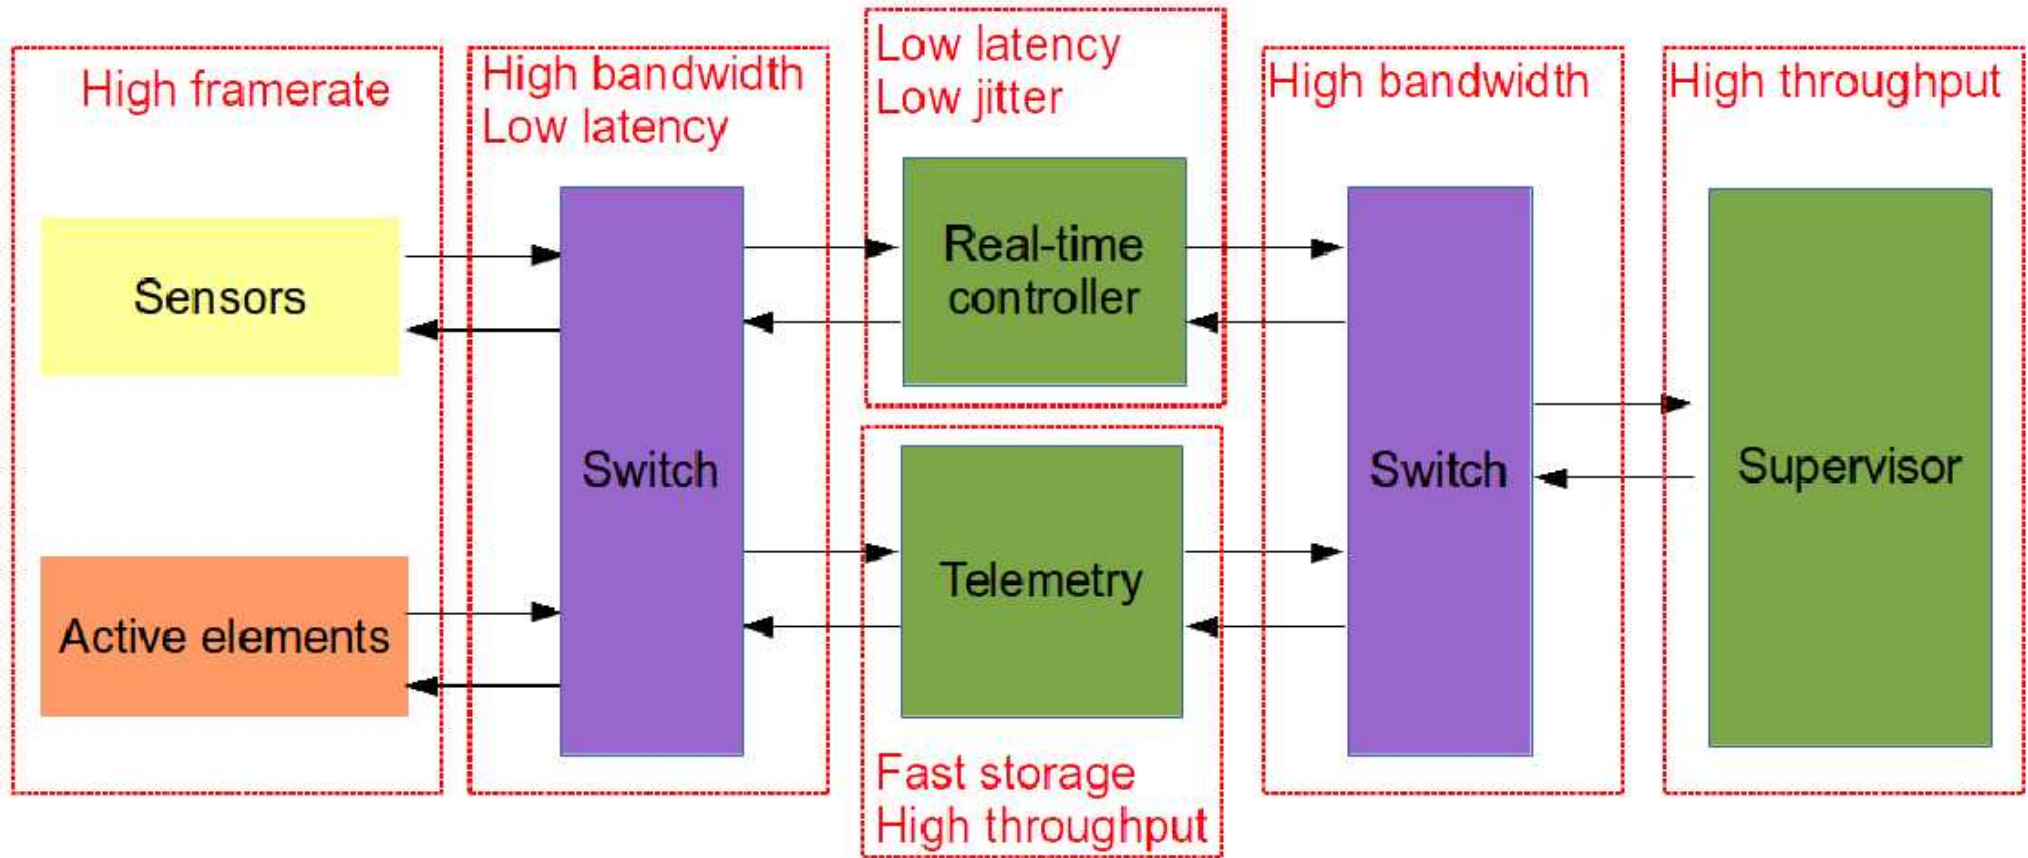 High framerate
Sensors
Active elements
High bandwidth
Low latency
Switch
Low latency
Low jitter
Real-time
controller
Telemetry
Fast storage
High throughput
High bandwidth
Switch
High throughput
Supervisor